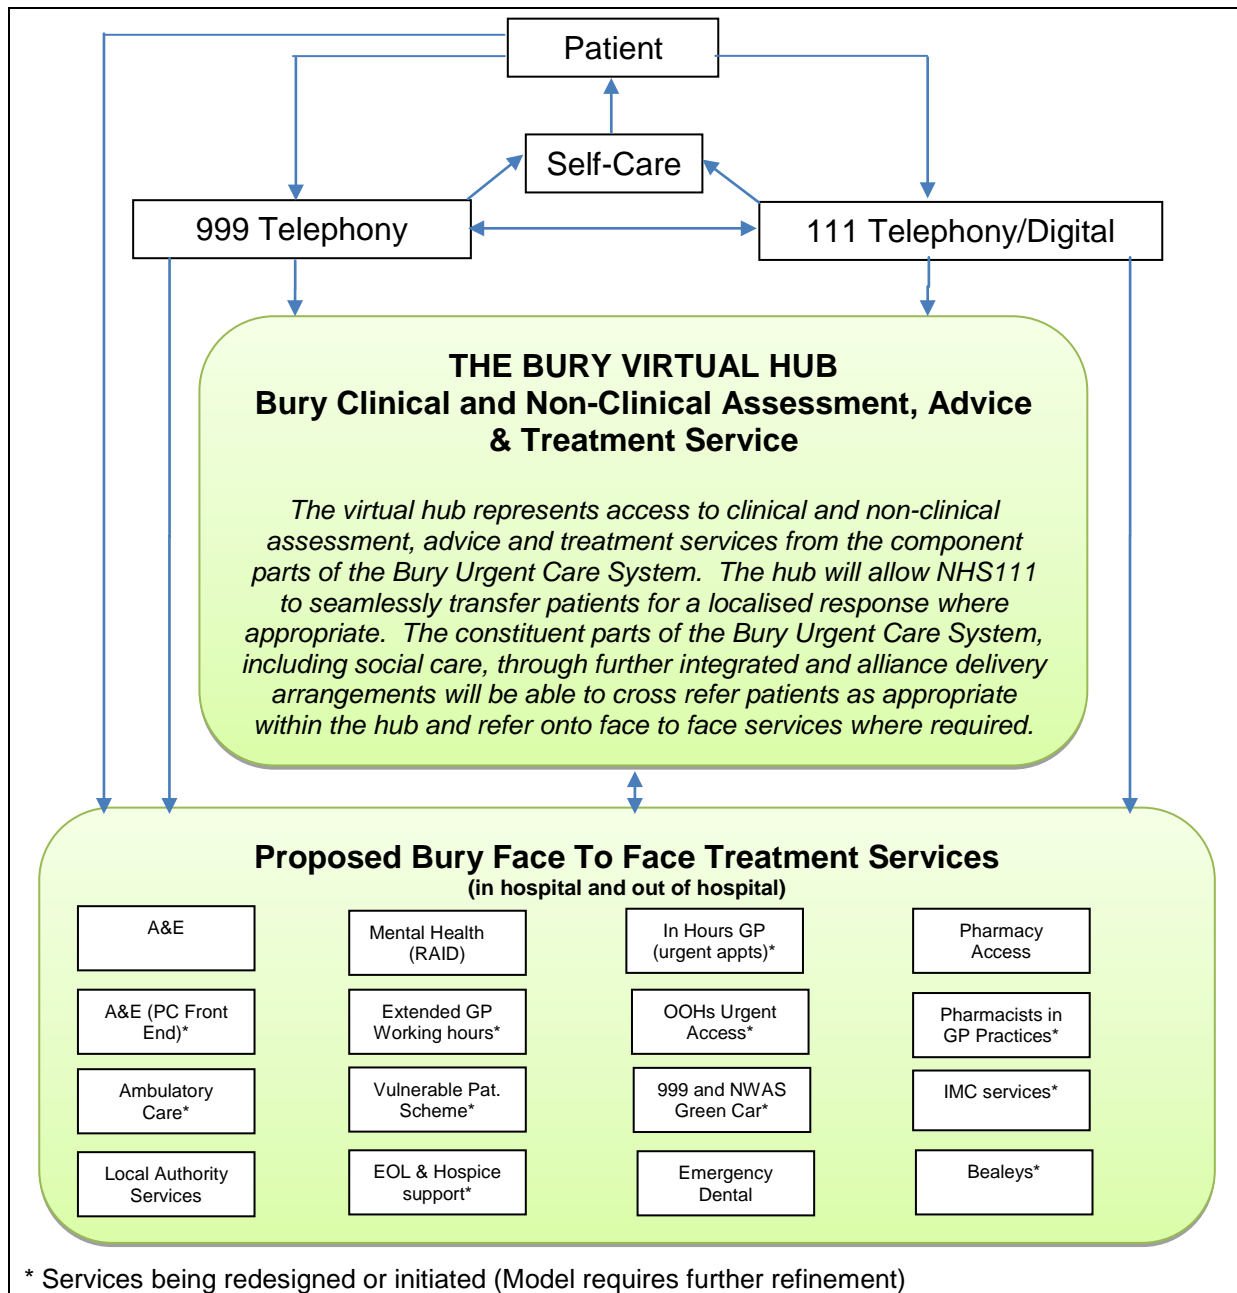 Patient
Self-Care
999 Telephony
111 Telephony/Digital
THE BURY VIRTUAL HUB
Bury Clinical and Non-Clinical Assessment, Advice
& Treatment Service
The virtual hub represents access to clinical and non-clinical
assessment, advice and treatment services from the component
parts of the Bury Urgent Care System.  The hub will allow NHS111
to seamlessly transfer patients for a localised response where
appropriate.  The constituent parts of the Bury Urgent Care System,
including social care, through further integrated and alliance delivery
arrangements will be able to cross refer patients as appropriate
within the hub and refer onto face to face services where required.
Proposed Bury Face To Face Treatment Services
(in hospital and out of hospital)
A&E
Mental Health
(RAID)
In Hours GP
(urgent appts)*
Pharmacy
Access
A&E (PC Front
End)*
Extended GP
Working hours*
OOHs Urgent
Access*
Pharmacists in
GP Practices*
Ambulatory
Care*
Vulnerable Pat.
Scheme*
999 and NWAS
Green Car*
IMC services*
Local Authority
Services
EOL & Hospice
support*
Emergency
Dental
Bealeys*
* Services being redesigned or initiated (Model requires further refinement)